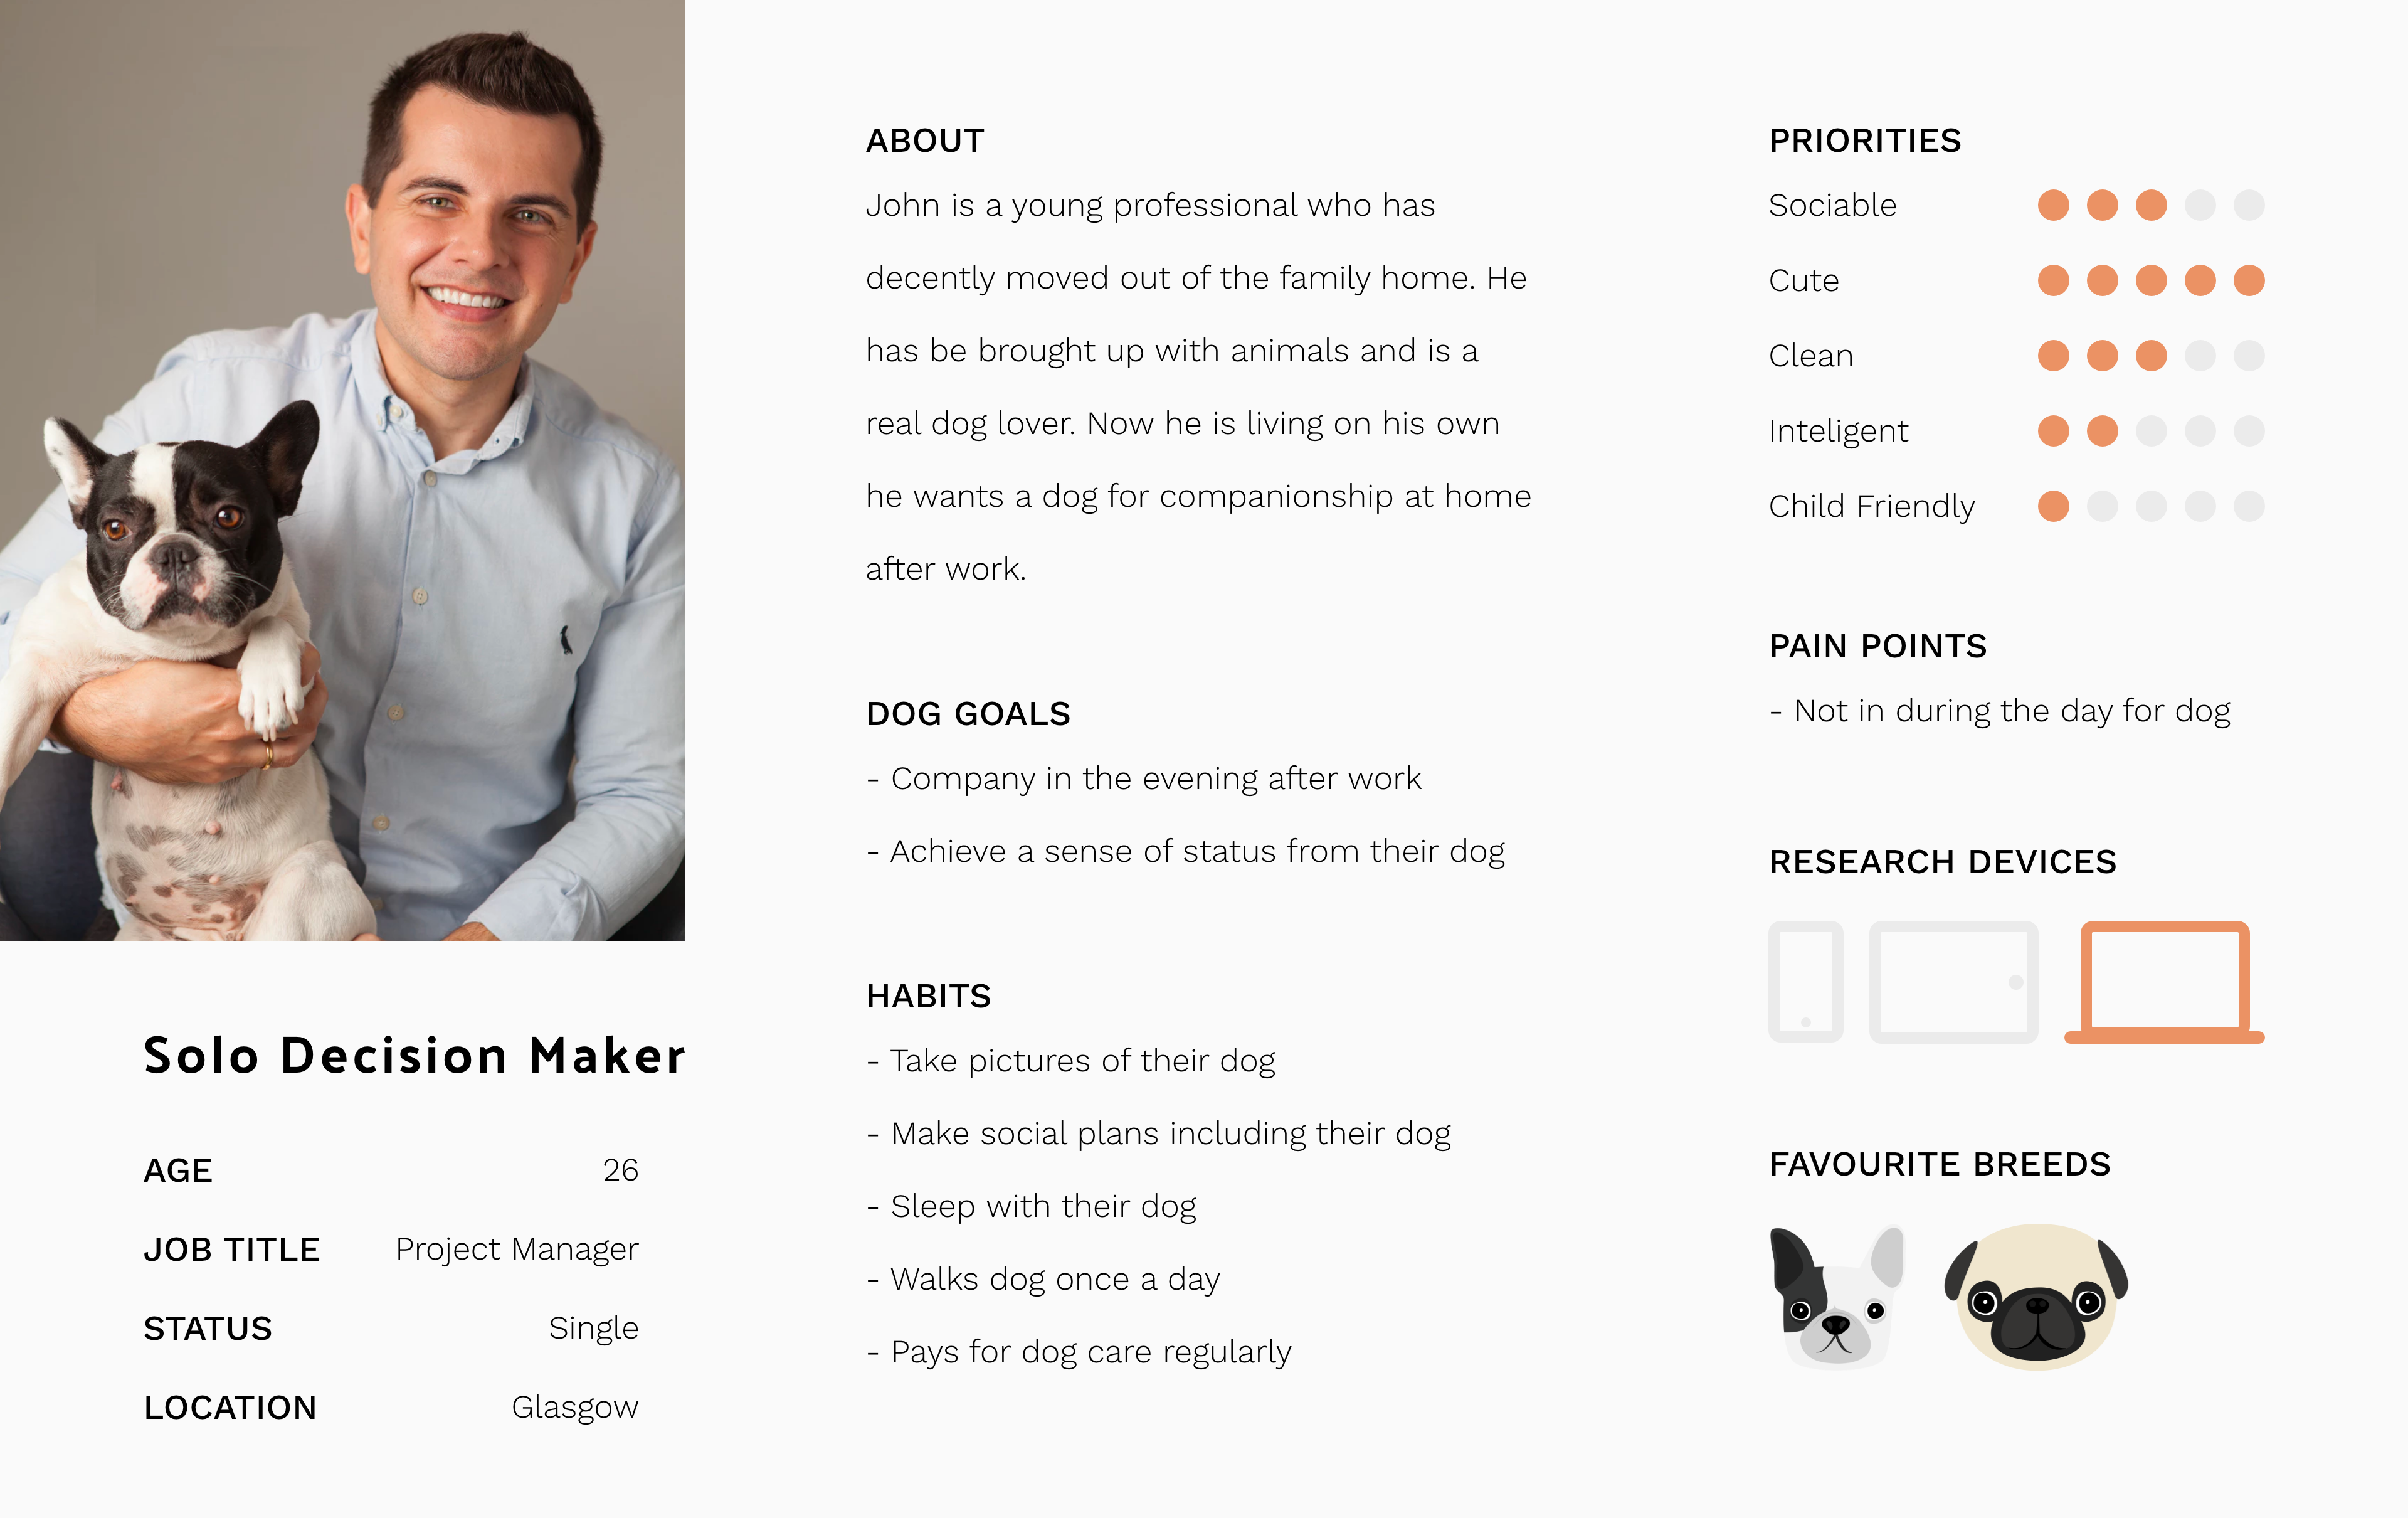 Solo Decision Maker
AGE 26
JOB TITLE Project Manager
STATUS Single
LOCATION Glasgow
ABOUT
John is a young professional who has
decently moved out of the family home. He
has be brought up with animals and is a
real dog lover. Now he is living on his own
he wants a dog for companionship at home
after work.
DOG GOALS
- Company in the evening after work
- Achieve a sense of status from their dog
HABITS
- Take pictures of their dog
- Make social plans including their dog
- Sleep with their dog
- Walks dog once a day
- Pays for dog care regularly
PRIORITIES
Sociable
Cute
Clean
Inteligent
Child Friendly
PAIN POINTS
- Not in during the day for dog
RESEARCH DEVICES
FAVOURITE BREEDS